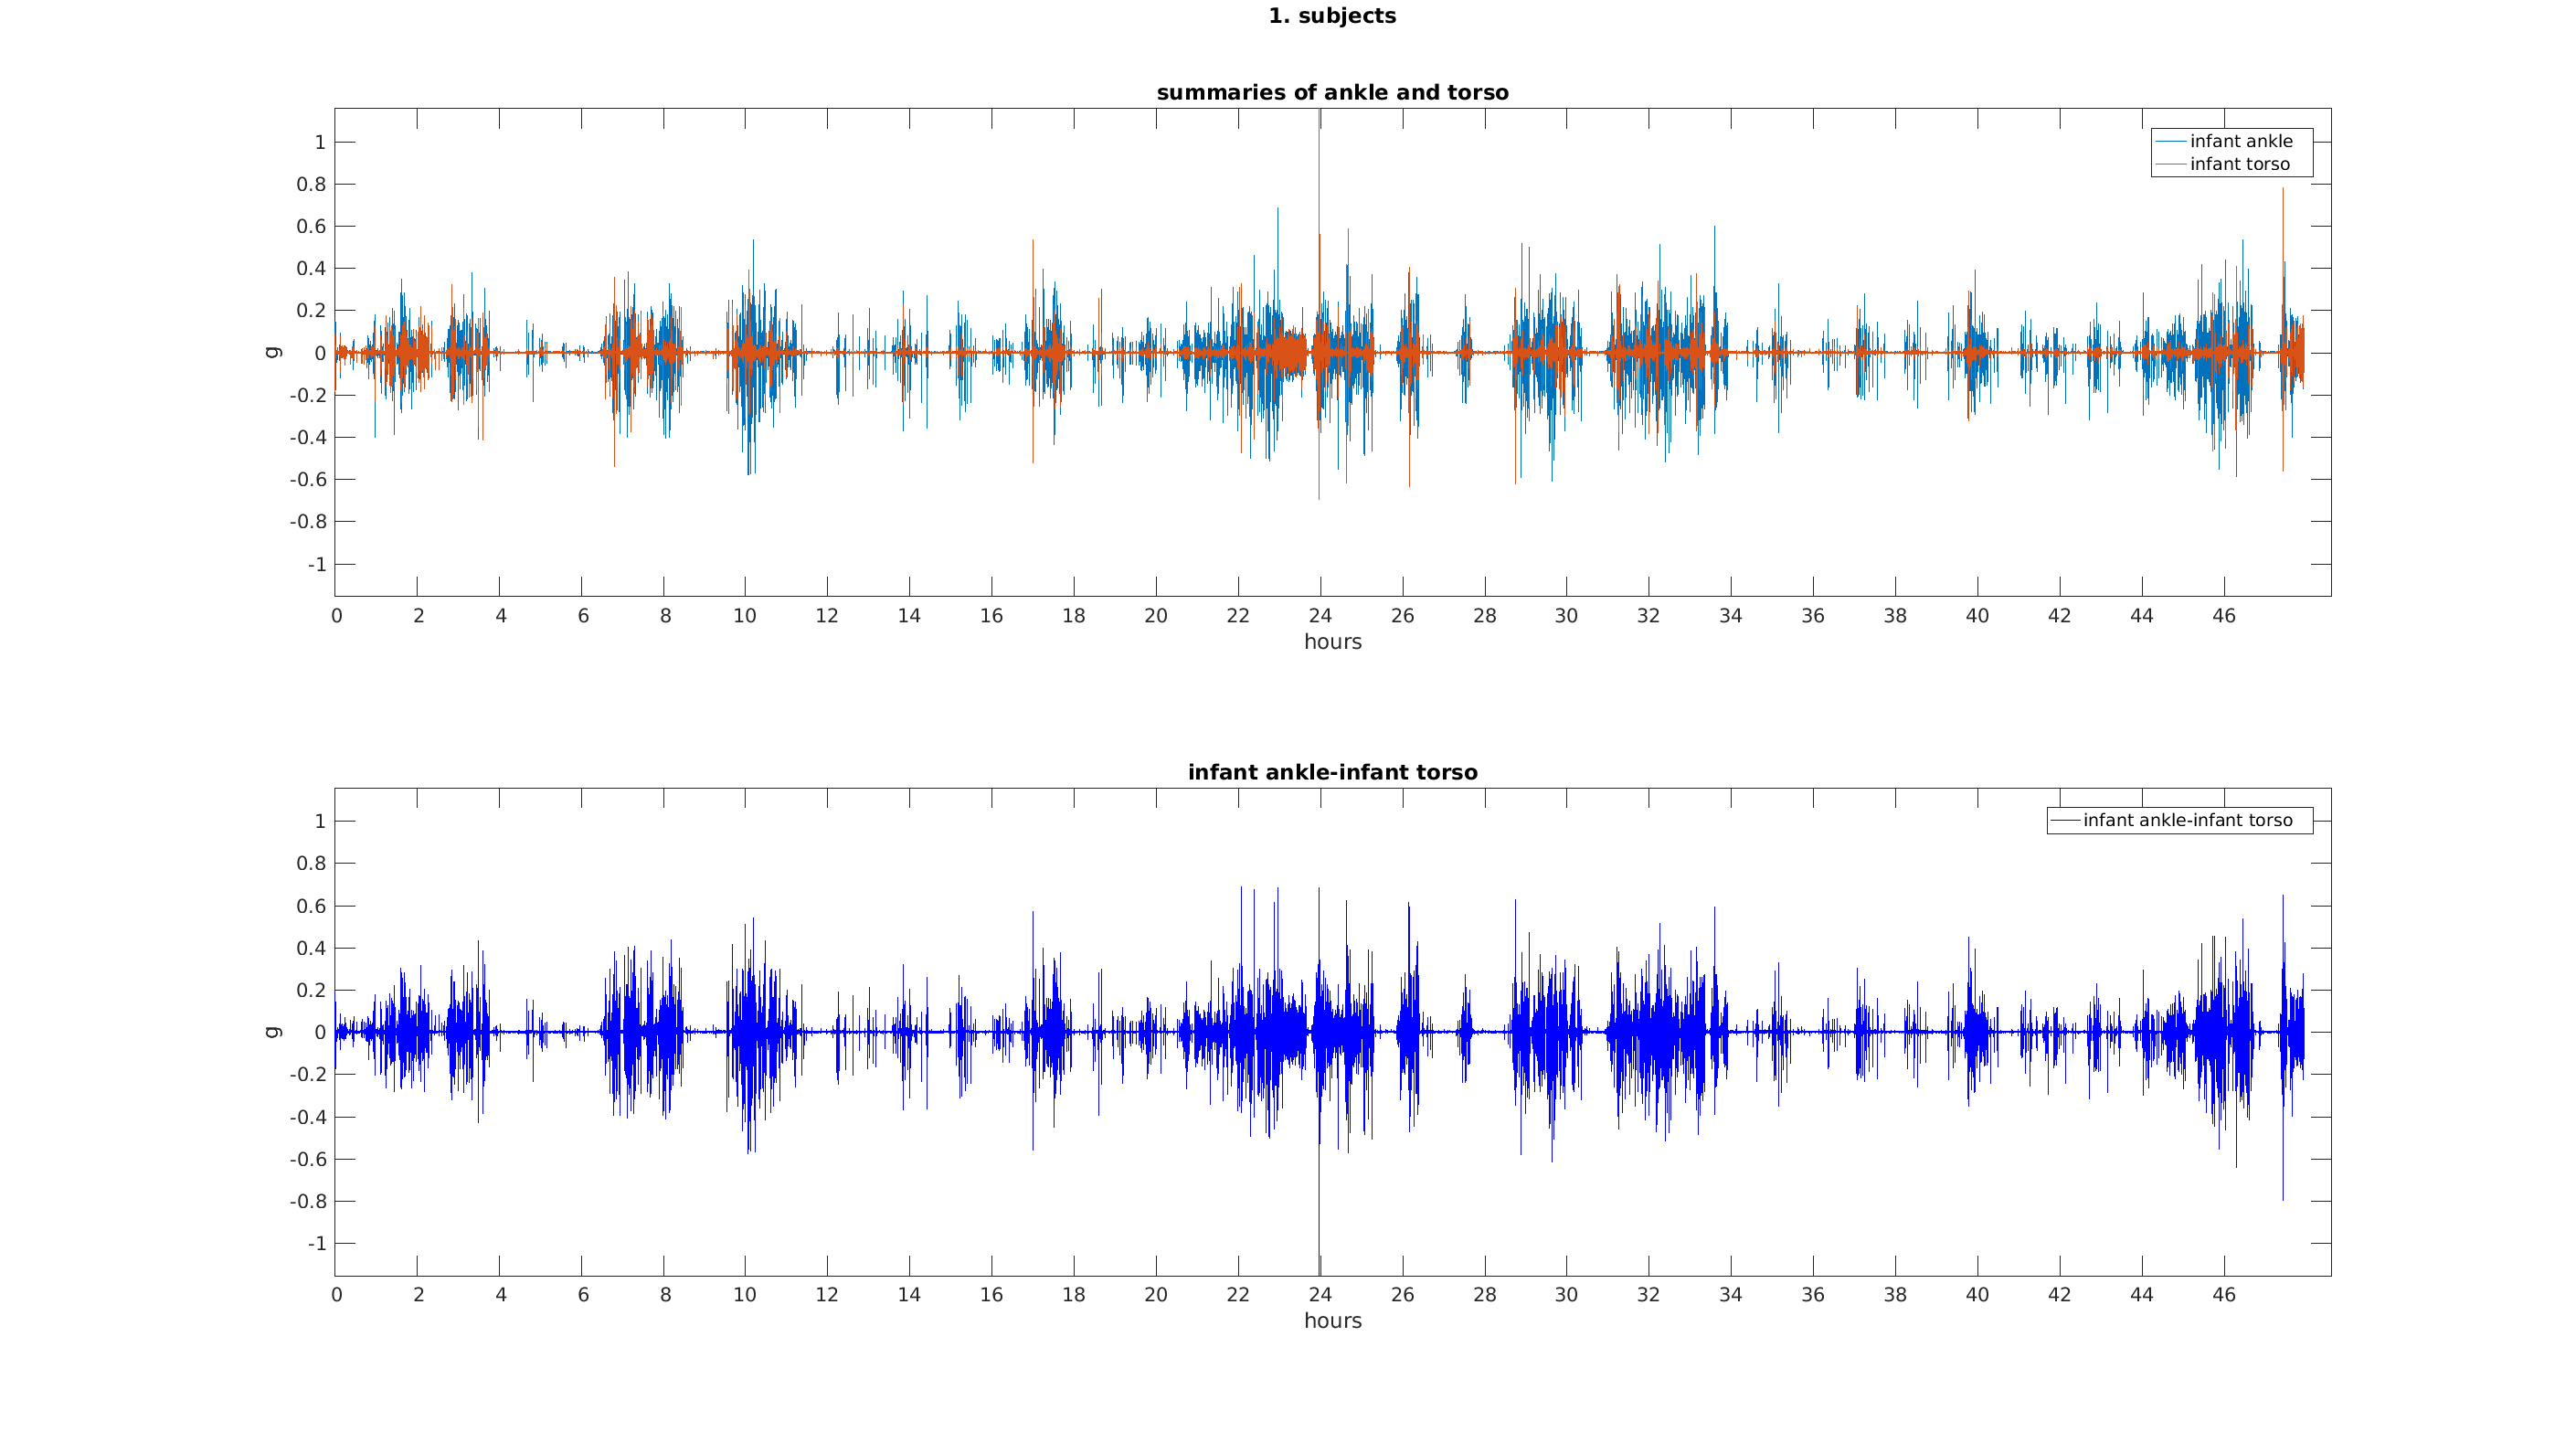 1. subjects
summaries of ankle and torso
infant ankle
infant torso
1
0.8
0.6
0.4
0.2
0
-0.2
-0.4
-0.6
-0.8
-1
g
0 2 4 6 8 10 12 14 16 18 20 22 24 26 28 30 32 34 36 38 40 42 44 46
hours
infant ankle-infant torso
infant ankle-infant torso
1
0.8
0.6
0.4
0.2
0
-0.2
-0.4
-0.6
-0.8
-1
g
0 2 4 6 8 10 12 14 16 18 20 22 24 26 28 30 32 34 36 38 40 42 44 46
hours